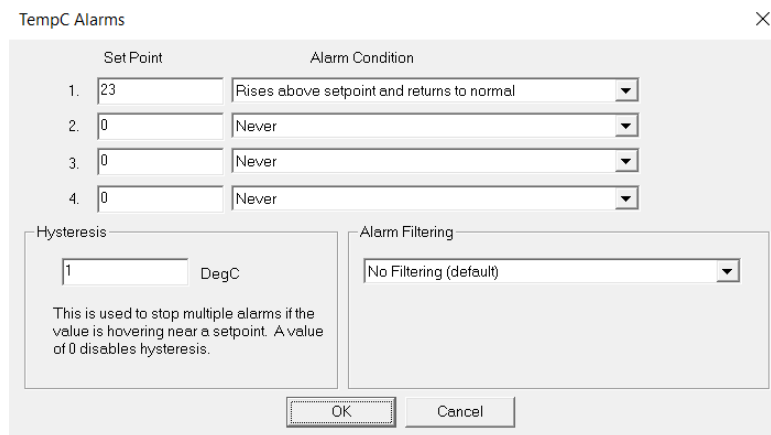 TempC Alarms
Set Point Alarm Condition
1. 23 Rises above setpoint and returns to normal
2. 0 Never
3. 0 Never
4. 0 Never
Hysteresis Alarm Filtering
1 DegC No Filtering (default)
This is used to stop multiple alarms if the
value is hovering near a setpoint. A value
of 0 disables hysteresis.
OK Cancel